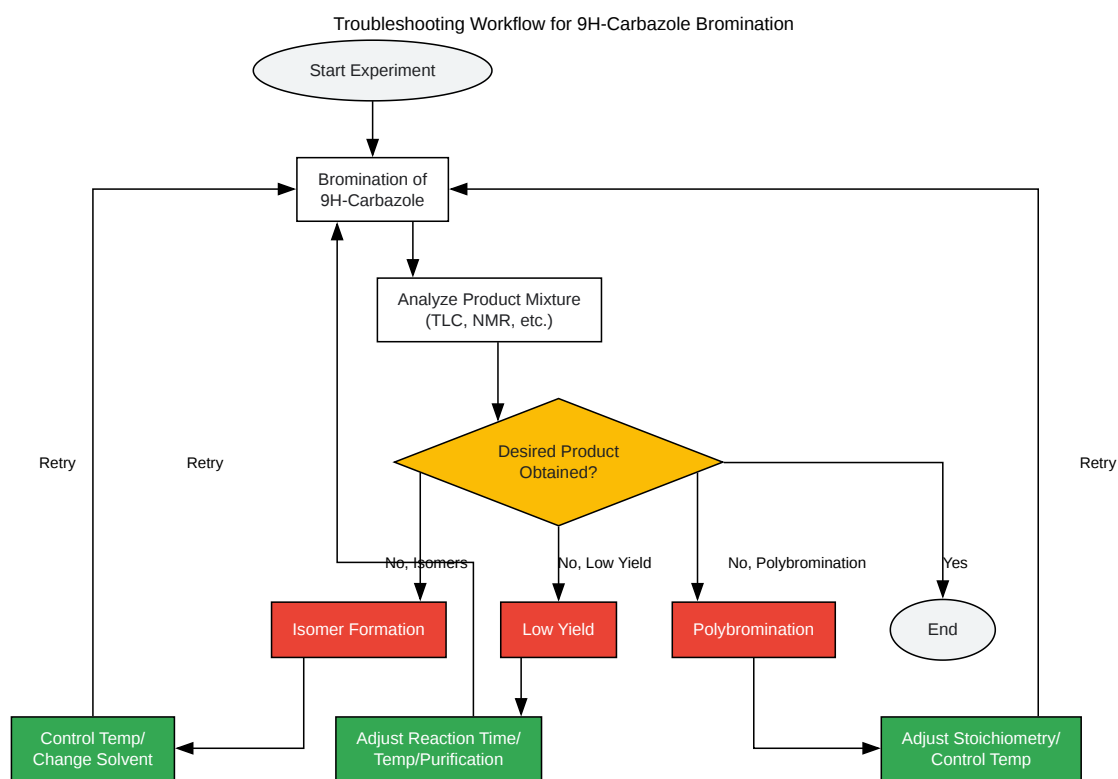 Troubleshooting Workflow for 9H-Carbazole Bromination
Start Experiment
Bromination of
9H-Carbazole
Analyze Product Mixture
(TLC, NMR, etc.)
Desired Product
Obtained?
Retry
Retry
Retry
No, Isomers
No, Low Yield
No, Polybromination
Yes
Isomer Formation
Low Yield
Polybromination
End
Control Temp/
Change Solvent
Adjust Reaction Time/
Temp/Purification
Adjust Stoichiometry/
Control Temp